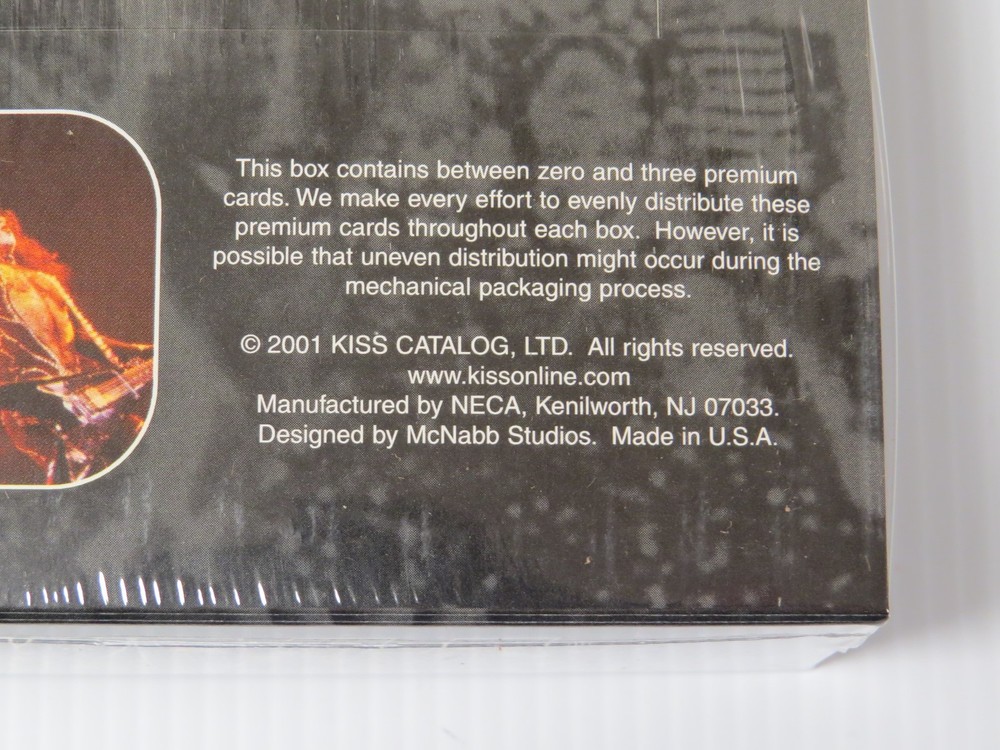 This box contains between zero and three premium
cards. We make every effort to evenly distribute these
premium cards throughout each box. However, it is
possible that uneven distribution might occur during the
mechanical packaging process.
© 2001 KISS CATALOG, LTD. All rights reserved.
www.kissonline.com
Manufactured by NECA, Kenilworth, NJ 07033.
Designed by McNabb Studios. Made in U.S.A.